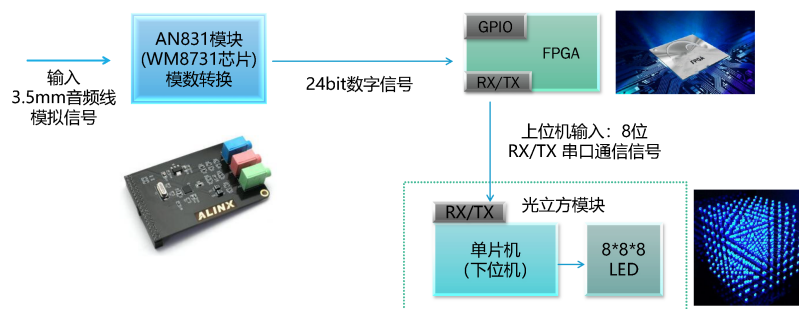 输入
3.5mm音频线
模拟信号
AN831模块
(WM8731芯片)
模数转换
24bit数字信号
GPIO
FPGA
RX/TX
FPGA
ALINX
上位机输入：8位
RX/TX 串口通信信号
光立方模块
RX/TX
单片机
（下位机）
8*8*8
LED